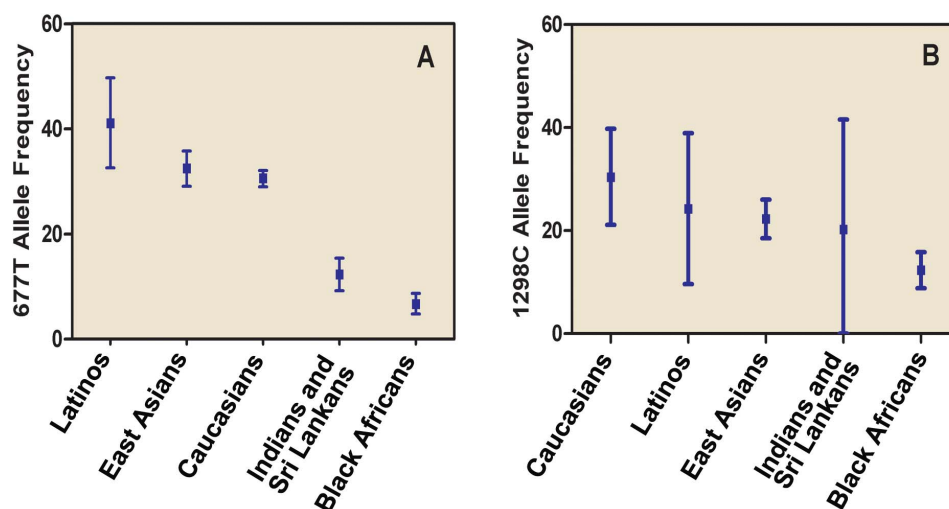 A
677T Allele Frequency
60
40
20
0
Latinos
East Asians
Caucasians
Indians and
Sri Lankans
Black Africans
B
1298C Allele Frequency
60
40
20
0
Caucasians
Latinos
East Asians
Indians and
Sri Lankans
Black Africans